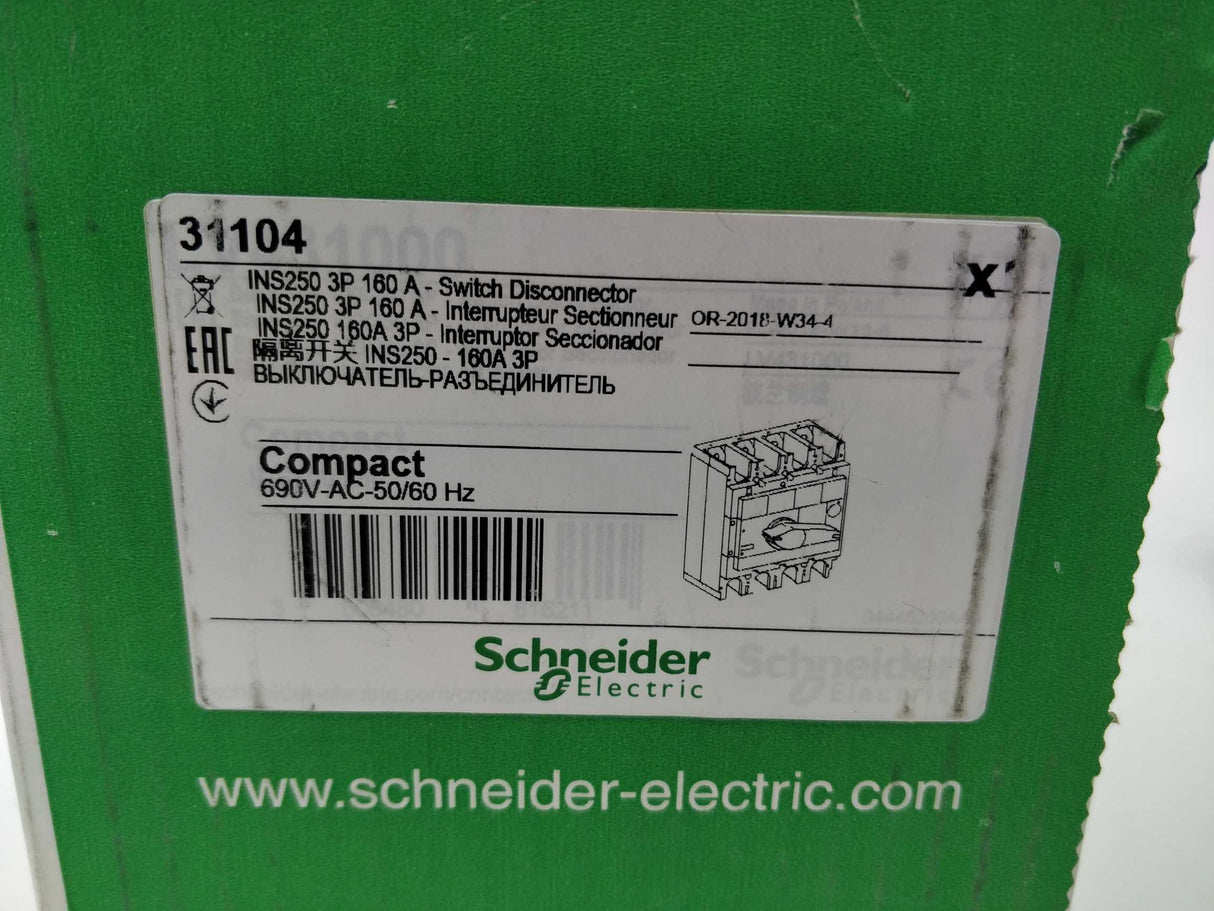 31104
X1
INS250 3P 160 A - Switch Disconnector
INS250 3P 160 A - Interrupteur Sectionneur
INS250 160A 3P - Interruptor Seccionador
隔离开关 INS250 - 160A 3P
ВЫКЛЮЧАТЕЛЬ-РАЗЪЕДИНИТЕЛЬ
OR-2018-W34-4
EAC
Compact
690V-AC-50/60 Hz
Schneider
Electric
www.schneider-electric.com